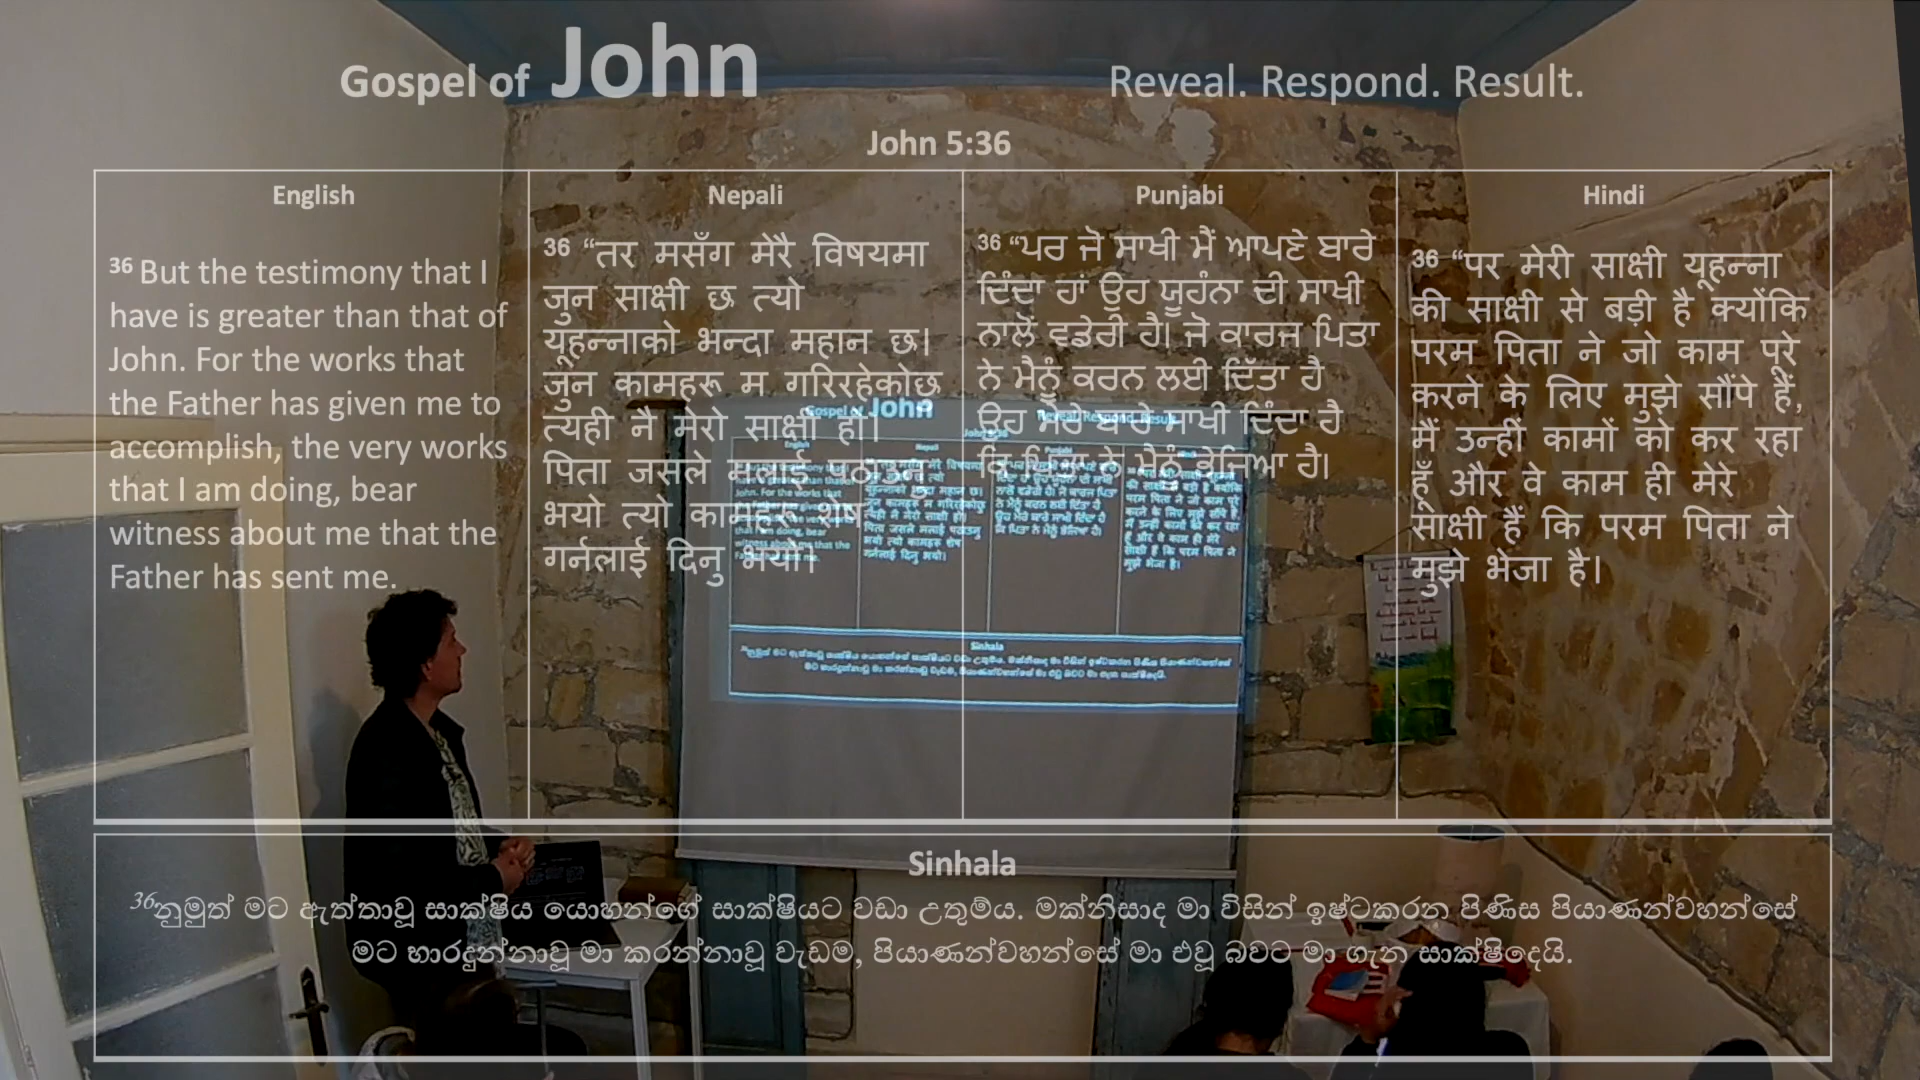 Gospel of John
Reveal. Respond. Result.
John 5:36
English
36 But the testimony that I
have is greater than that of
John. For the works that
the Father has given me to
accomplish, the very works
that I am doing, bear
witness about me that the
Father has sent me.
Nepali
36 “तर मसँग मेरै विषयमा
जुन साक्षी छ त्यो
यूहन्नाको भन्दा महान छ।
जुन कामहरू म गरिरहेकोछु
त्यही नै मेरो साक्षी हो।
पिता जसले मलाई पठाउनु
भयो त्यो कामहरू शेष
गर्नलाई दिनु भयो।
Punjabi
36 “ਪਰ ਜੋ ਸਾਖੀ ਮੈਂ ਆਪਣੇ ਬਾਰੇ
ਦਿੰਦਾ ਹਾਂ ਉਹ ਯੂਹੰਨਾ ਦੀ ਸਾਖੀ
ਨਾਲੋਂ ਵਡੇਰੀ ਹੈ। ਜੋ ਕਾਰਜ ਪਿਤਾ
ਨੇ ਮੈਨੂੰ ਕਰਨ ਲਈ ਦਿੱਤਾ ਹੈ
ਉਹ ਮੇਰੇ ਬਾਰੇ ਸਾਖੀ ਦਿੰਦਾ ਹੈ
ਕਿ ਪਿਤਾ ਨੇ ਮੈਨੂੰ ਭੇਜਿਆ ਹੈ।
Hindi
36 “पर मेरी साक्षी यूहन्ना
की साक्षी से बड़ी है क्योंकि
परम पिता ने जो काम पूरे
करने के लिए मुझे सौंपे हैं,
मैं उन्हीं कामों को कर रहा
हूँ और वे काम ही मेरे
साक्षी हैं कि परम पिता ने
मुझे भेजा है।
Sinhala
36නුමුත් මට ඇත්තාවූ සාක්ෂිය යොහන්ගේ සාක්ෂියට වඩා උතුම්ය. මක්නිසාද මා විසින් ඉෂ්ටකරන පිණිස පියාණන්වහන්සේ
මට භාරදුන්නාවූ මා කරන්නාවූ වැඩම, පියාණන්වහන්සේ මා එවූ බවට මා ගැන සාක්ෂිදෙයි.